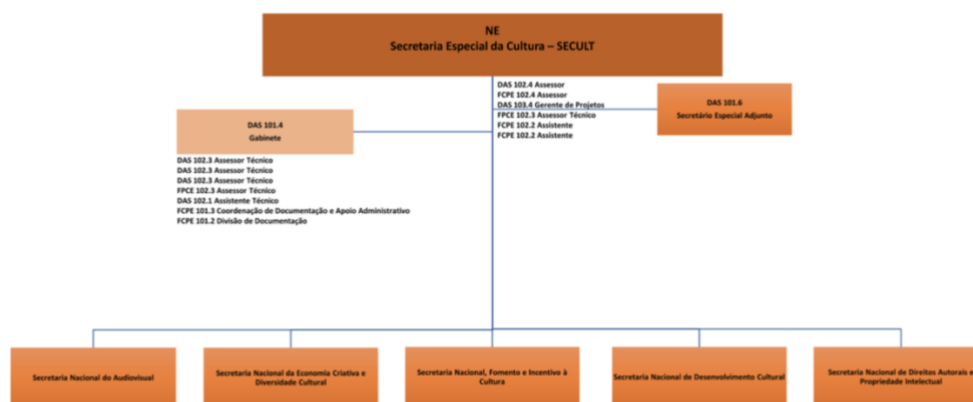 NE
Secretaria Especial da Cultura – SECULT
DAS 102.4 Assessor
FCPE 102.4 Assessor
DAS 103.4 Gerente de Projetos
FPCE 102.3 Assessor Técnico
FCPE 102.2 Assistente
FCPE 102.2 Assistente
DAS 101.6
Secretário Especial Adjunto
DAS 101.4
Gabinete
DAS 102.3 Assessor Técnico
DAS 102.3 Assessor Técnico
DAS 102.3 Assessor Técnico
FPCE 102.3 Assessor Técnico
DAS 102.1 Assistente Técnico
FCPE 101.3 Coordenação de Documentação e Apoio Administrativo
FCPE 101.2 Divisão de Documentação
Secretaria Nacional do Audiovisual
Secretaria Nacional da Economia Criativa e
Diversidade Cultural
Secretaria Nacional, Fomento e Incentivo à
Cultura
Secretaria Nacional de Desenvolvimento Cultural
Secretaria Nacional de Direitos Autorais e
Propriedade Intelectual